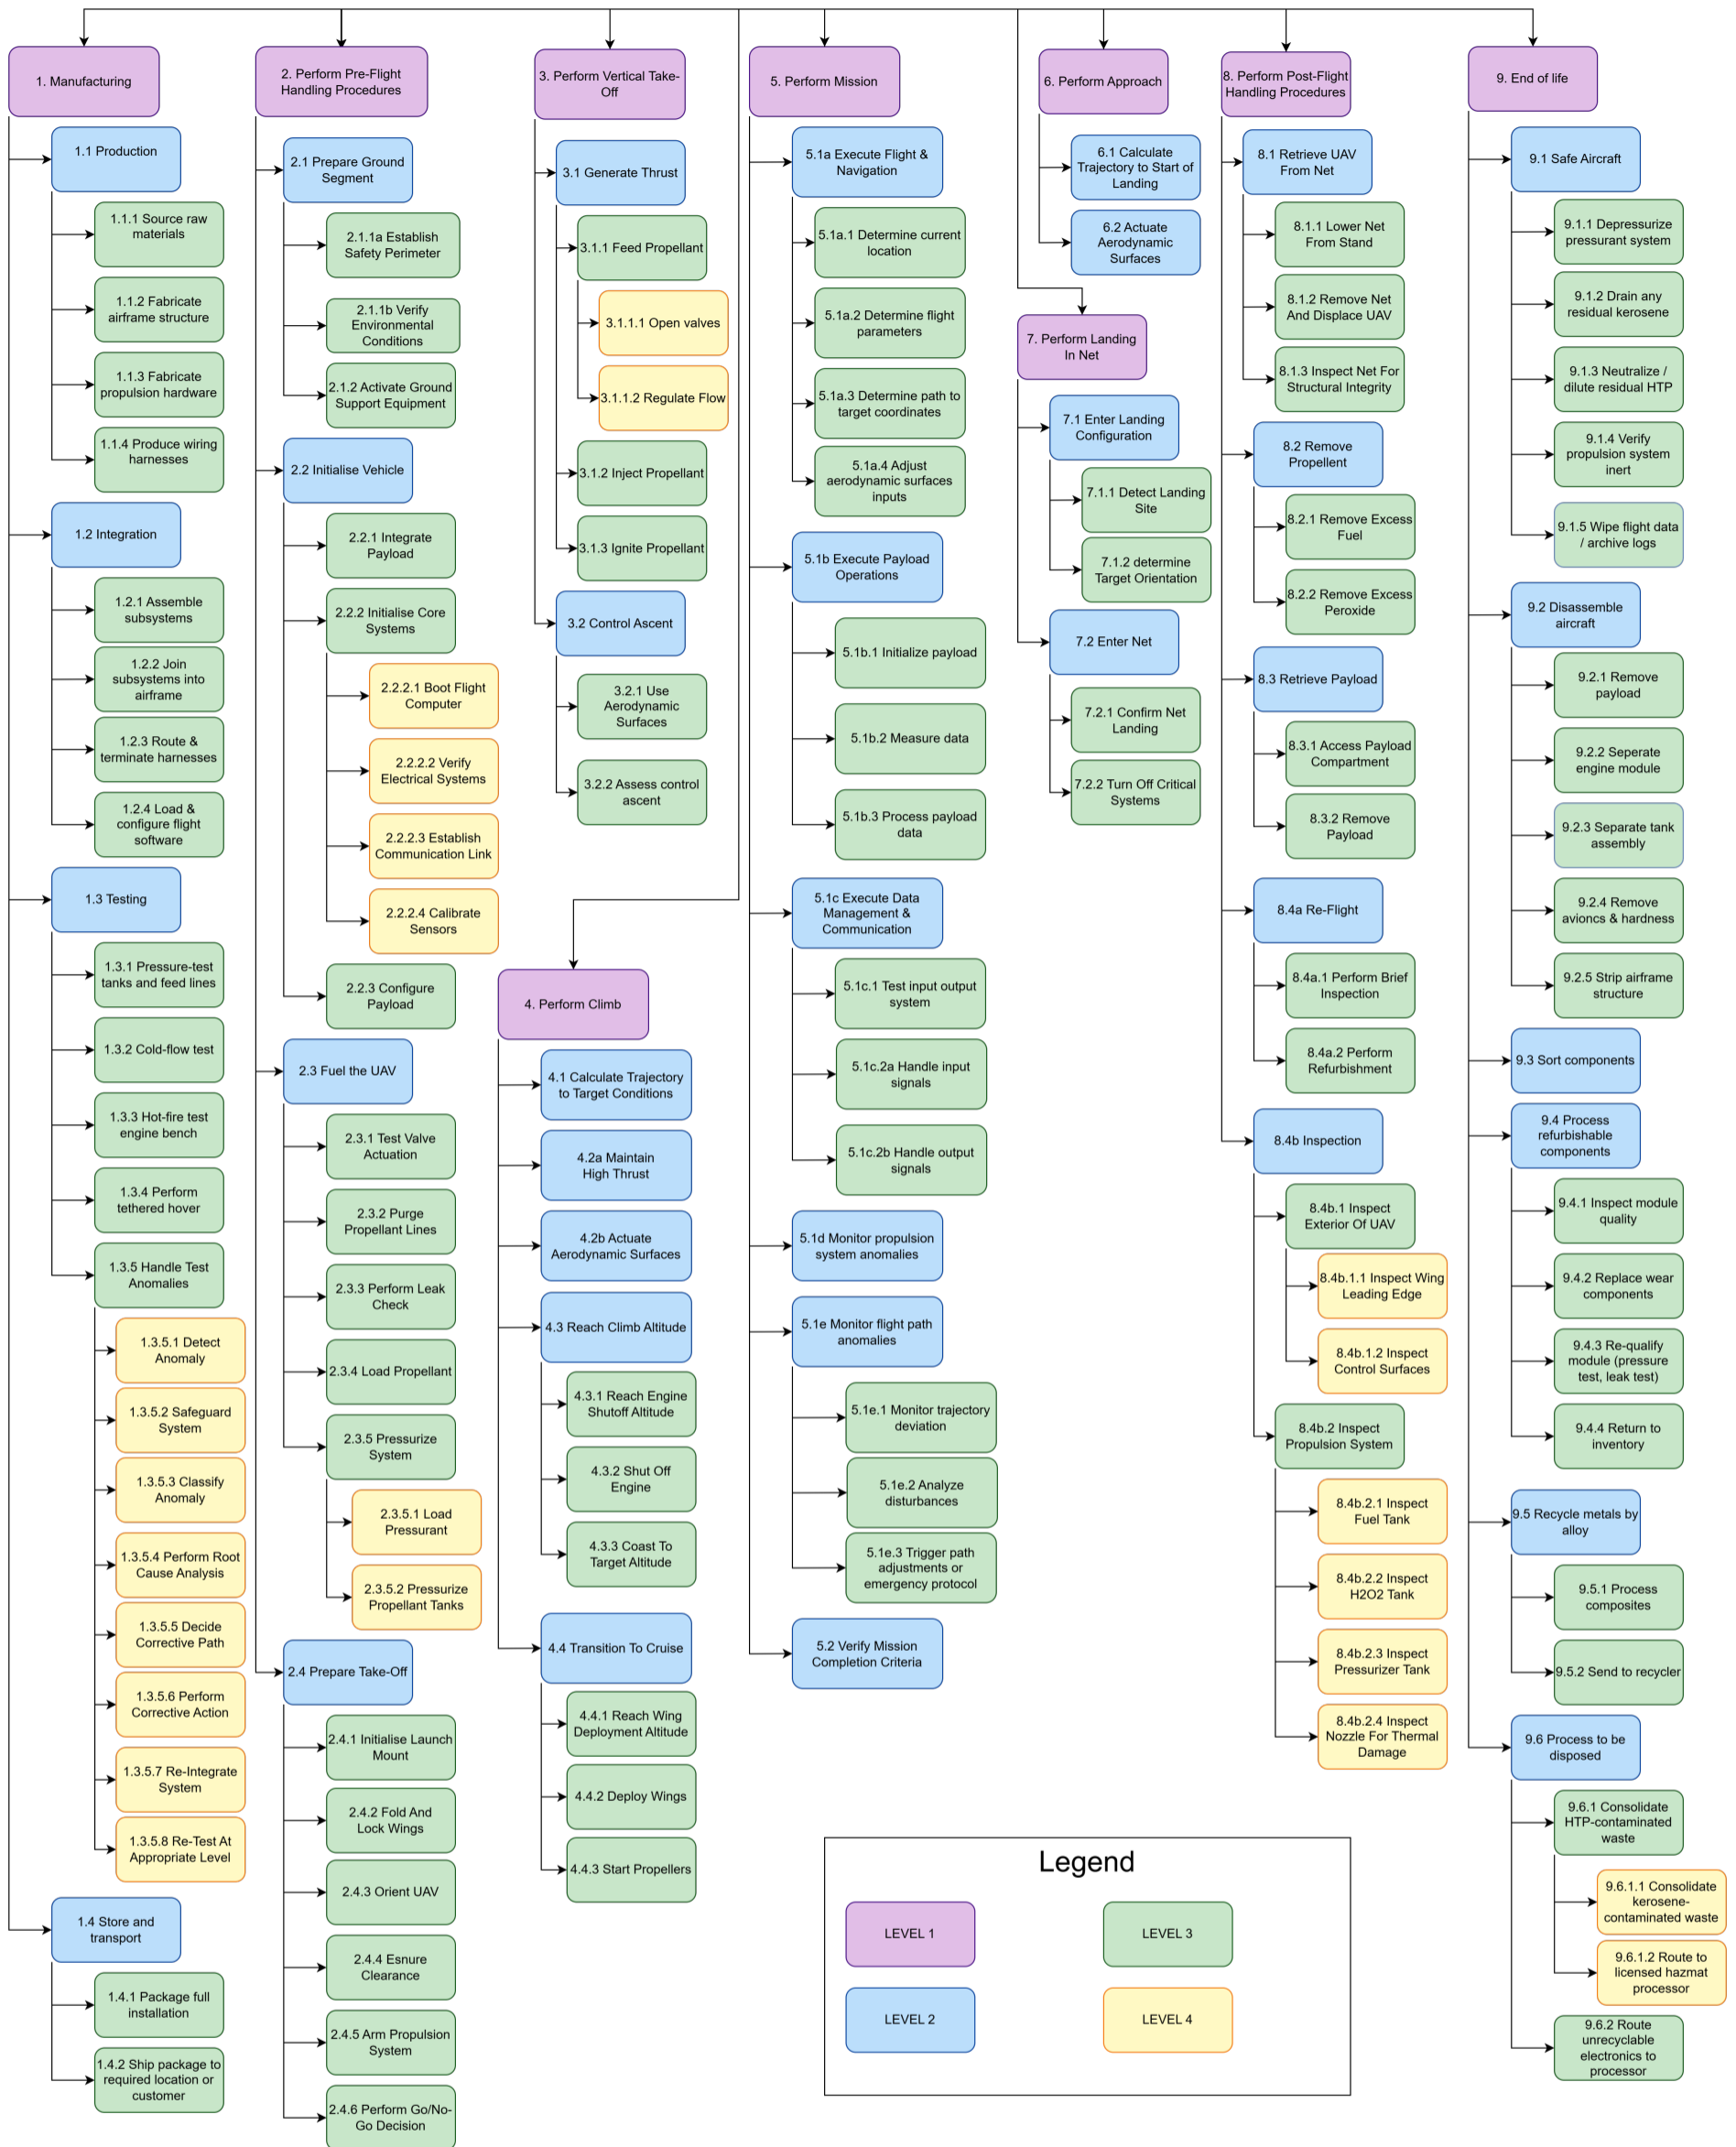 1. Manufacturing
1.1 Production
1.1.1 Source raw
materials
1.1.2 Fabricate
airframe structure
1.1.3 Fabricate
propulsion hardware
1.1.4 Produce wiring
harnesses
1.2 Integration
1.2.1 Assemble
subsystems
1.2.2 Join
subsystems into
airframe
1.2.3 Route &
terminate harnesses
1.2.4 Load &
configure flight
software
1.3 Testing
1.3.1 Pressure-test
tanks and feed lines
1.3.2 Cold-flow test
1.3.3 Hot-fire test
engine bench
1.3.4 Perform
tethered hover
1.3.5 Handle Test
Anomalies
1.3.5.1 Detect
Anomaly
1.3.5.2 Safeguard
System
1.3.5.3 Classify
Anomaly
1.3.5.4 Perform Root
Cause Analysis
1.3.5.5 Decide
Corrective Path
1.3.5.6 Perform
Corrective Action
1.3.5.7 Re-Integrate
System
1.3.5.8 Re-Test At
Appropriate Level
1.4 Store and
transport
1.4.1 Package full
installation
1.4.2 Ship package to
required location or
customer
2. Perform Pre-Flight
Handling Procedures
2.1 Prepare Ground
Segment
2.1.1a Establish
Safety Perimeter
2.1.1b Verify
Environmental
Conditions
2.1.2 Activate Ground
Support Equipment
2.2 Initialise Vehicle
2.2.1 Integrate
Payload
2.2.2 Initialise Core
Systems
2.2.2.1 Boot Flight
Computer
2.2.2.2 Verify
Electrical Systems
2.2.2.3 Establish
Communication Link
2.2.2.4 Calibrate
Sensors
2.2.3 Configure
Payload
2.3 Fuel the UAV
2.3.1 Test Valve
Actuation
2.3.2 Purge
Propellant Lines
2.3.3 Perform Leak
Check
2.3.4 Load Propellant
2.3.5 Pressurize
System
2.3.5.1 Load
Pressurant
2.3.5.2 Pressurize
Propellant Tanks
2.4 Prepare Take-Off
2.4.1 Initialise Launch
Mount
2.4.2 Fold And
Lock Wings
2.4.3 Orient UAV
2.4.4 Esnure
Clearance
2.4.5 Arm Propulsion
System
2.4.6 Perform Go/No-
Go Decision
3. Perform Vertical Take-
Off
3.1 Generate Thrust
3.1.1 Feed Propellant
3.1.1.1 Open valves
3.1.1.2 Regulate Flow
3.1.2 Inject Propellant
3.1.3 Ignite Propellant
3.2 Control Ascent
3.2.1 Use
Aerodynamic
Surfaces
3.2.2 Assess control
ascent
4. Perform Climb
4.1 Calculate Trajectory
to Target Conditions
4.2a Maintain
High Thrust
4.2b Actuate
Aerodynamic Surfaces
4.3 Reach Climb Altitude
4.3.1 Reach Engine
Shutoff Altitude
4.3.2 Shut Off
Engine
4.3.3 Coast To
Target Altitude
4.4 Transition To Cruise
4.4.1 Reach Wing
Deployment Altitude
4.4.2 Deploy Wings
4.4.3 Start Propellers
5. Perform Mission
5.1a Execute Flight &
Navigation
5.1a.1 Determine current
location
5.1a.2 Determine flight
parameters
5.1a.3 Determine path to
target coordinates
5.1a.4 Adjust
aerodynamic surfaces
inputs
5.1b Execute Payload
Operations
5.1b.1 Initialize payload
5.1b.2 Measure data
5.1b.3 Process payload
data
5.1c Execute Data
Management &
Communication
5.1c.1 Test input output
system
5.1c.2a Handle input
signals
5.1c.2b Handle output
signals
5.1d Monitor propulsion
system anomalies
5.1e Monitor flight path
anomalies
5.1e.1 Monitor trajectory
deviation
5.1e.2 Analyze
disturbances
5.1e.3 Trigger path
adjustments or
emergency protocol
5.2 Verify Mission
Completion Criteria
6. Perform Approach
6.1 Calculate
Trajectory to Start of
Landing
6.2 Actuate
Aerodynamic
Surfaces
7. Perform Landing
In Net
7.1 Enter Landing
Configuration
7.1.1 Detect Landing
Site
7.1.2 determine
Target Orientation
7.2 Enter Net
7.2.1 Confirm Net
Landing
7.2.2 Turn Off Critical
Systems
8. Perform Post-Flight
Handling Procedures
8.1 Retrieve UAV
From Net
8.1.1 Lower Net
From Stand
8.1.2 Remove Net
And Displace UAV
8.1.3 Inspect Net For
Structural Integrity
8.2 Remove
Propellent
8.2.1 Remove Excess
Fuel
8.2.2 Remove Excess
Peroxide
8.3 Retrieve Payload
8.3.1 Access Payload
Compartment
8.3.2 Remove
Payload
8.4a Re-Flight
8.4a.1 Perform Brief
Inspection
8.4a.2 Perform
Refurbishment
8.4b Inspection
8.4b.1 Inspect
Exterior Of UAV
8.4b.1.1 Inspect Wing
Leading Edge
8.4b.1.2 Inspect
Control Surfaces
8.4b.2 Inspect
Propulsion System
8.4b.2.1 Inspect
Fuel Tank
8.4b.2.2 Inspect
H2O2 Tank
8.4b.2.3 Inspect
Pressurizer Tank
8.4b.2.4 Inspect
Nozzle For Thermal
Damage
9. End of life
9.1 Safe Aircraft
9.1.1 Depressurize
pressurant system
9.1.2 Drain any
residual kerosene
9.1.3 Neutralize /
dilute residual HTP
9.1.4 Verify
propulsion system
inert
9.1.5 Wipe flight data
/ archive logs
9.2 Disassemble
aircraft
9.2.1 Remove
payload
9.2.2 Seperate
engine module
9.2.3 Separate tank
assembly
9.2.4 Remove
avioncs & hardness
9.2.5 Strip airframe
structure
9.3 Sort components
9.4 Process
refurbishable
components
9.4.1 Inspect module
quality
9.4.2 Replace wear
components
9.4.3 Re-qualify
module (pressure
test, leak test)
9.4.4 Return to
inventory
9.5 Recycle metals by
alloy
9.5.1 Process
composites
9.5.2 Send to recycler
9.6 Process to be
disposed
9.6.1 Consolidate
HTP-contaminated
waste
9.6.1.1 Consolidate
kerosene-
contaminated waste
9.6.1.2 Route to
licensed hazmat
processor
9.6.2 Route
unrecyclable
electronics to
processor
Legend
LEVEL 1
LEVEL 3
LEVEL 2
LEVEL 4